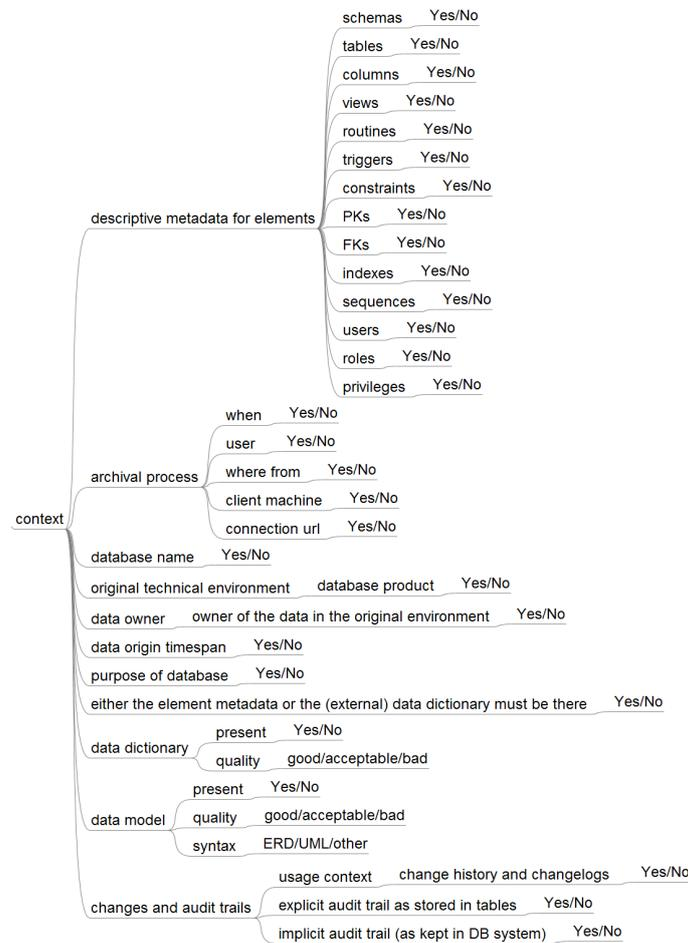 schemas Yes/No
tables Yes/No
columns Yes/No
views Yes/No
routines Yes/No
triggers Yes/No
constraints Yes/No
PKs Yes/No
descriptive metadata for elements
FKs Yes/No
indexes Yes/No
sequences Yes/No
users Yes/No
roles Yes/No
privileges Yes/No
when Yes/No
user Yes/No
archival process
where from Yes/No
client machine Yes/No
context
connection url Yes/No
database name Yes/No
original technical environment database product Yes/No
data owner owner of the data in the original environment Yes/No
data origin timespan Yes/No
purpose of database Yes/No
either the element metadata or the (external) data dictionary must be there Yes/No
data dictionary
present Yes/No
quality good/acceptable/bad
data model
present Yes/No
quality good/acceptable/bad
syntax ERD/UML/other
changes and audit trails
usage context change history and changelogs Yes/No
explicit audit trail as stored in tables Yes/No
implicit audit trail (as kept in DB system) Yes/No